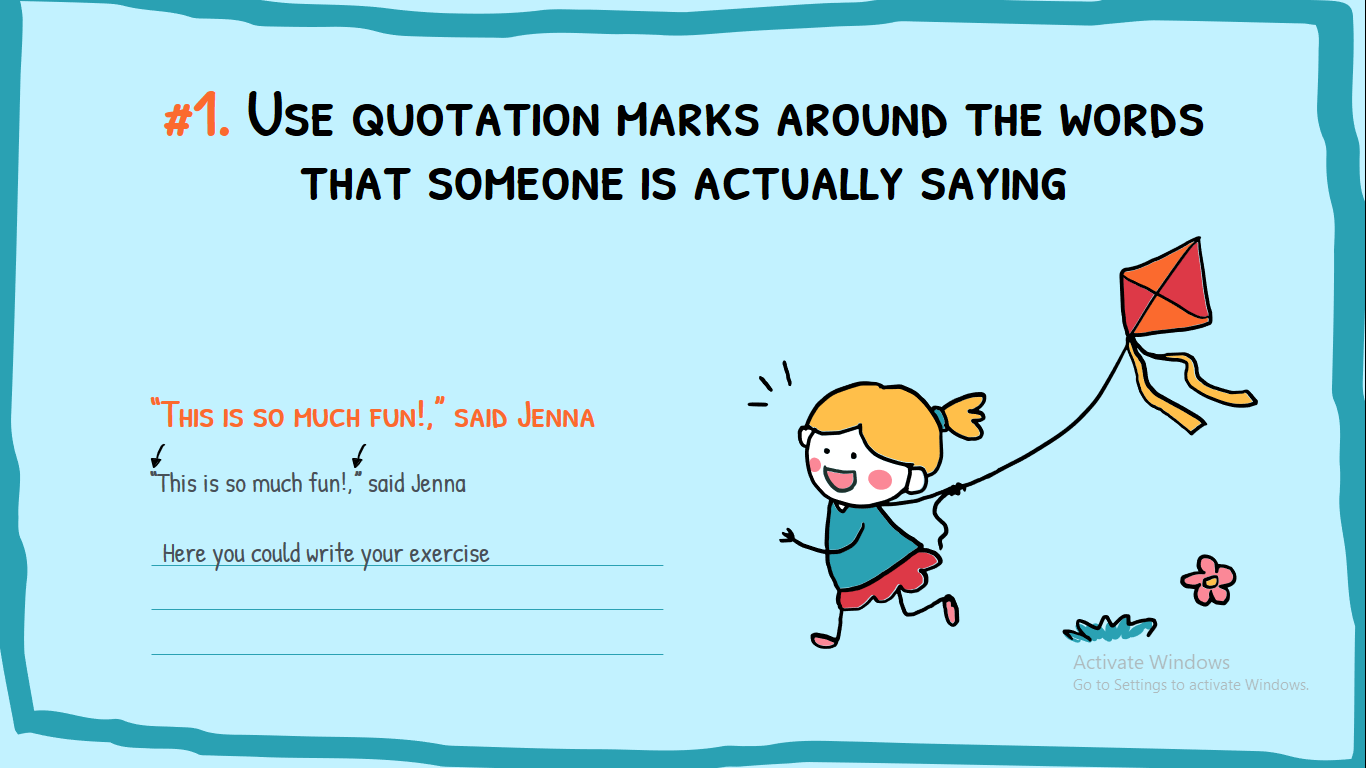 #1. Use quotation marks around the words
that someone is actually saying
“This is so much fun!,” said Jenna
“This is so much fun!,” said Jenna
Here you could write your exercise
Activate Windows
Go to Settings to activate Windows.